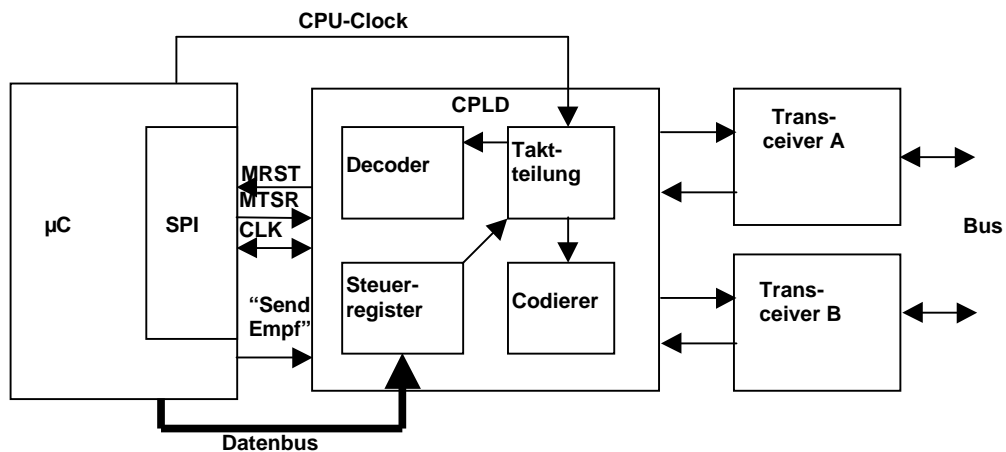 CPU-Clock
CPLD
Trans-
ceiver A
Decoder
Takt-
teilung
MRST
MTSR
µC
SPI
CLK
Bus
Steuer-
register
Codierer
“Send
Empf”
Trans-
ceiver B
Datenbus